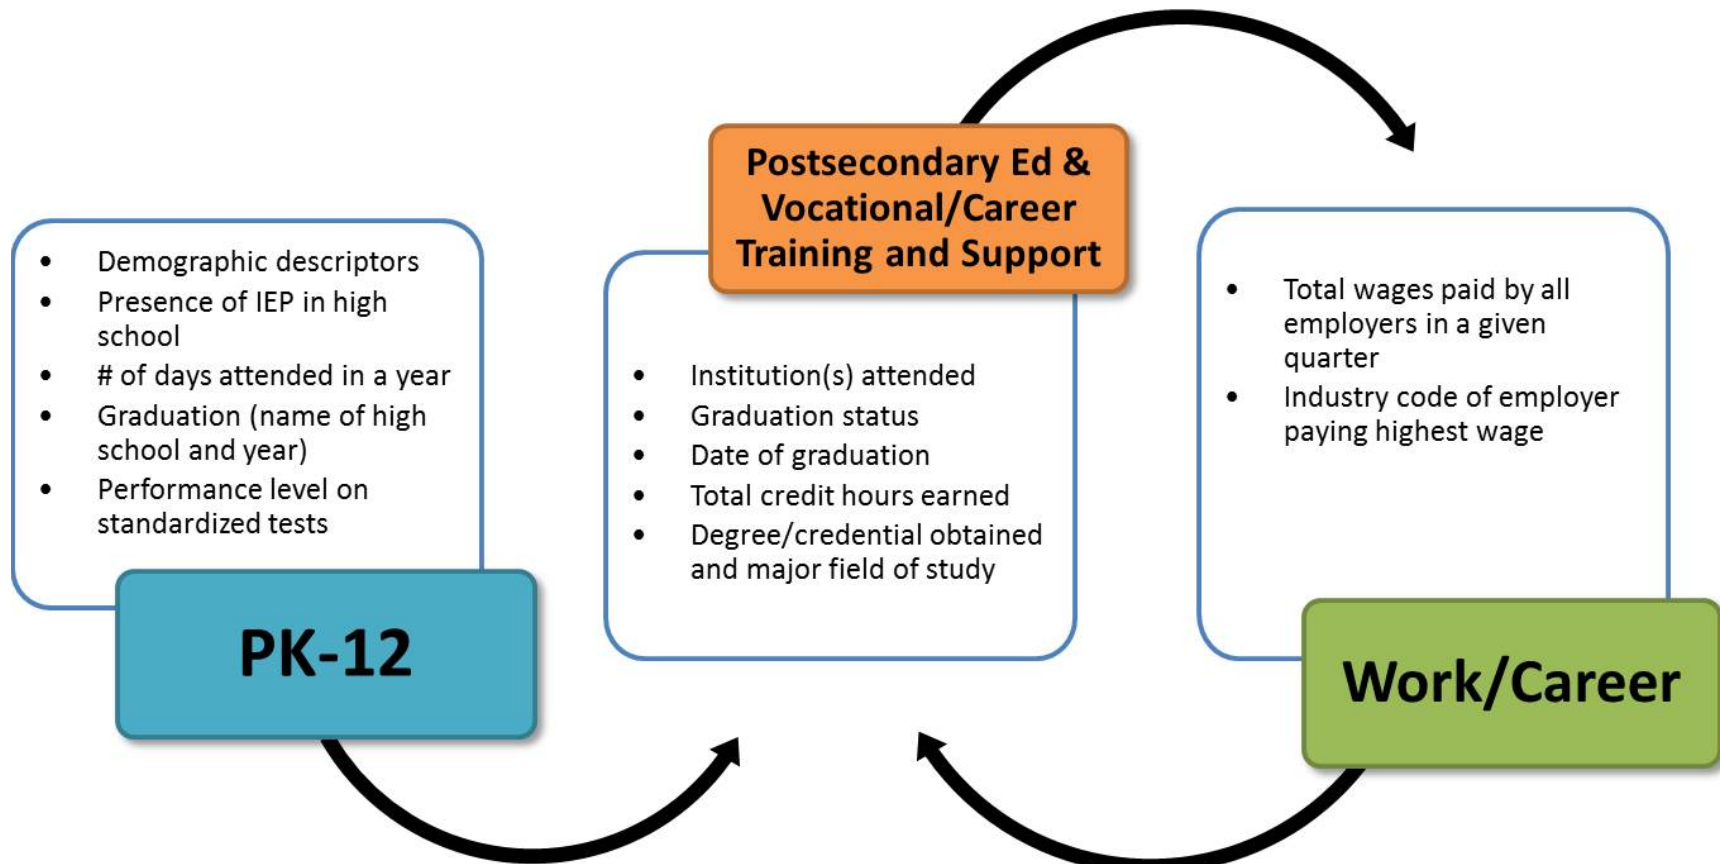 • Demographic descriptors
• Presence of IEP in high
school
• # of days attended in a year
• Graduation (name of high
school and year)
• Performance level on
standardized tests
PK-12
Postsecondary Ed &
Vocational/Career
Training and Support
• Institution(s) attended
• Graduation status
• Date of graduation
• Total credit hours earned
• Degree/credential obtained
and major field of study
• Total wages paid by all
employers in a given
quarter
• Industry code of employer
paying highest wage
Work/Career